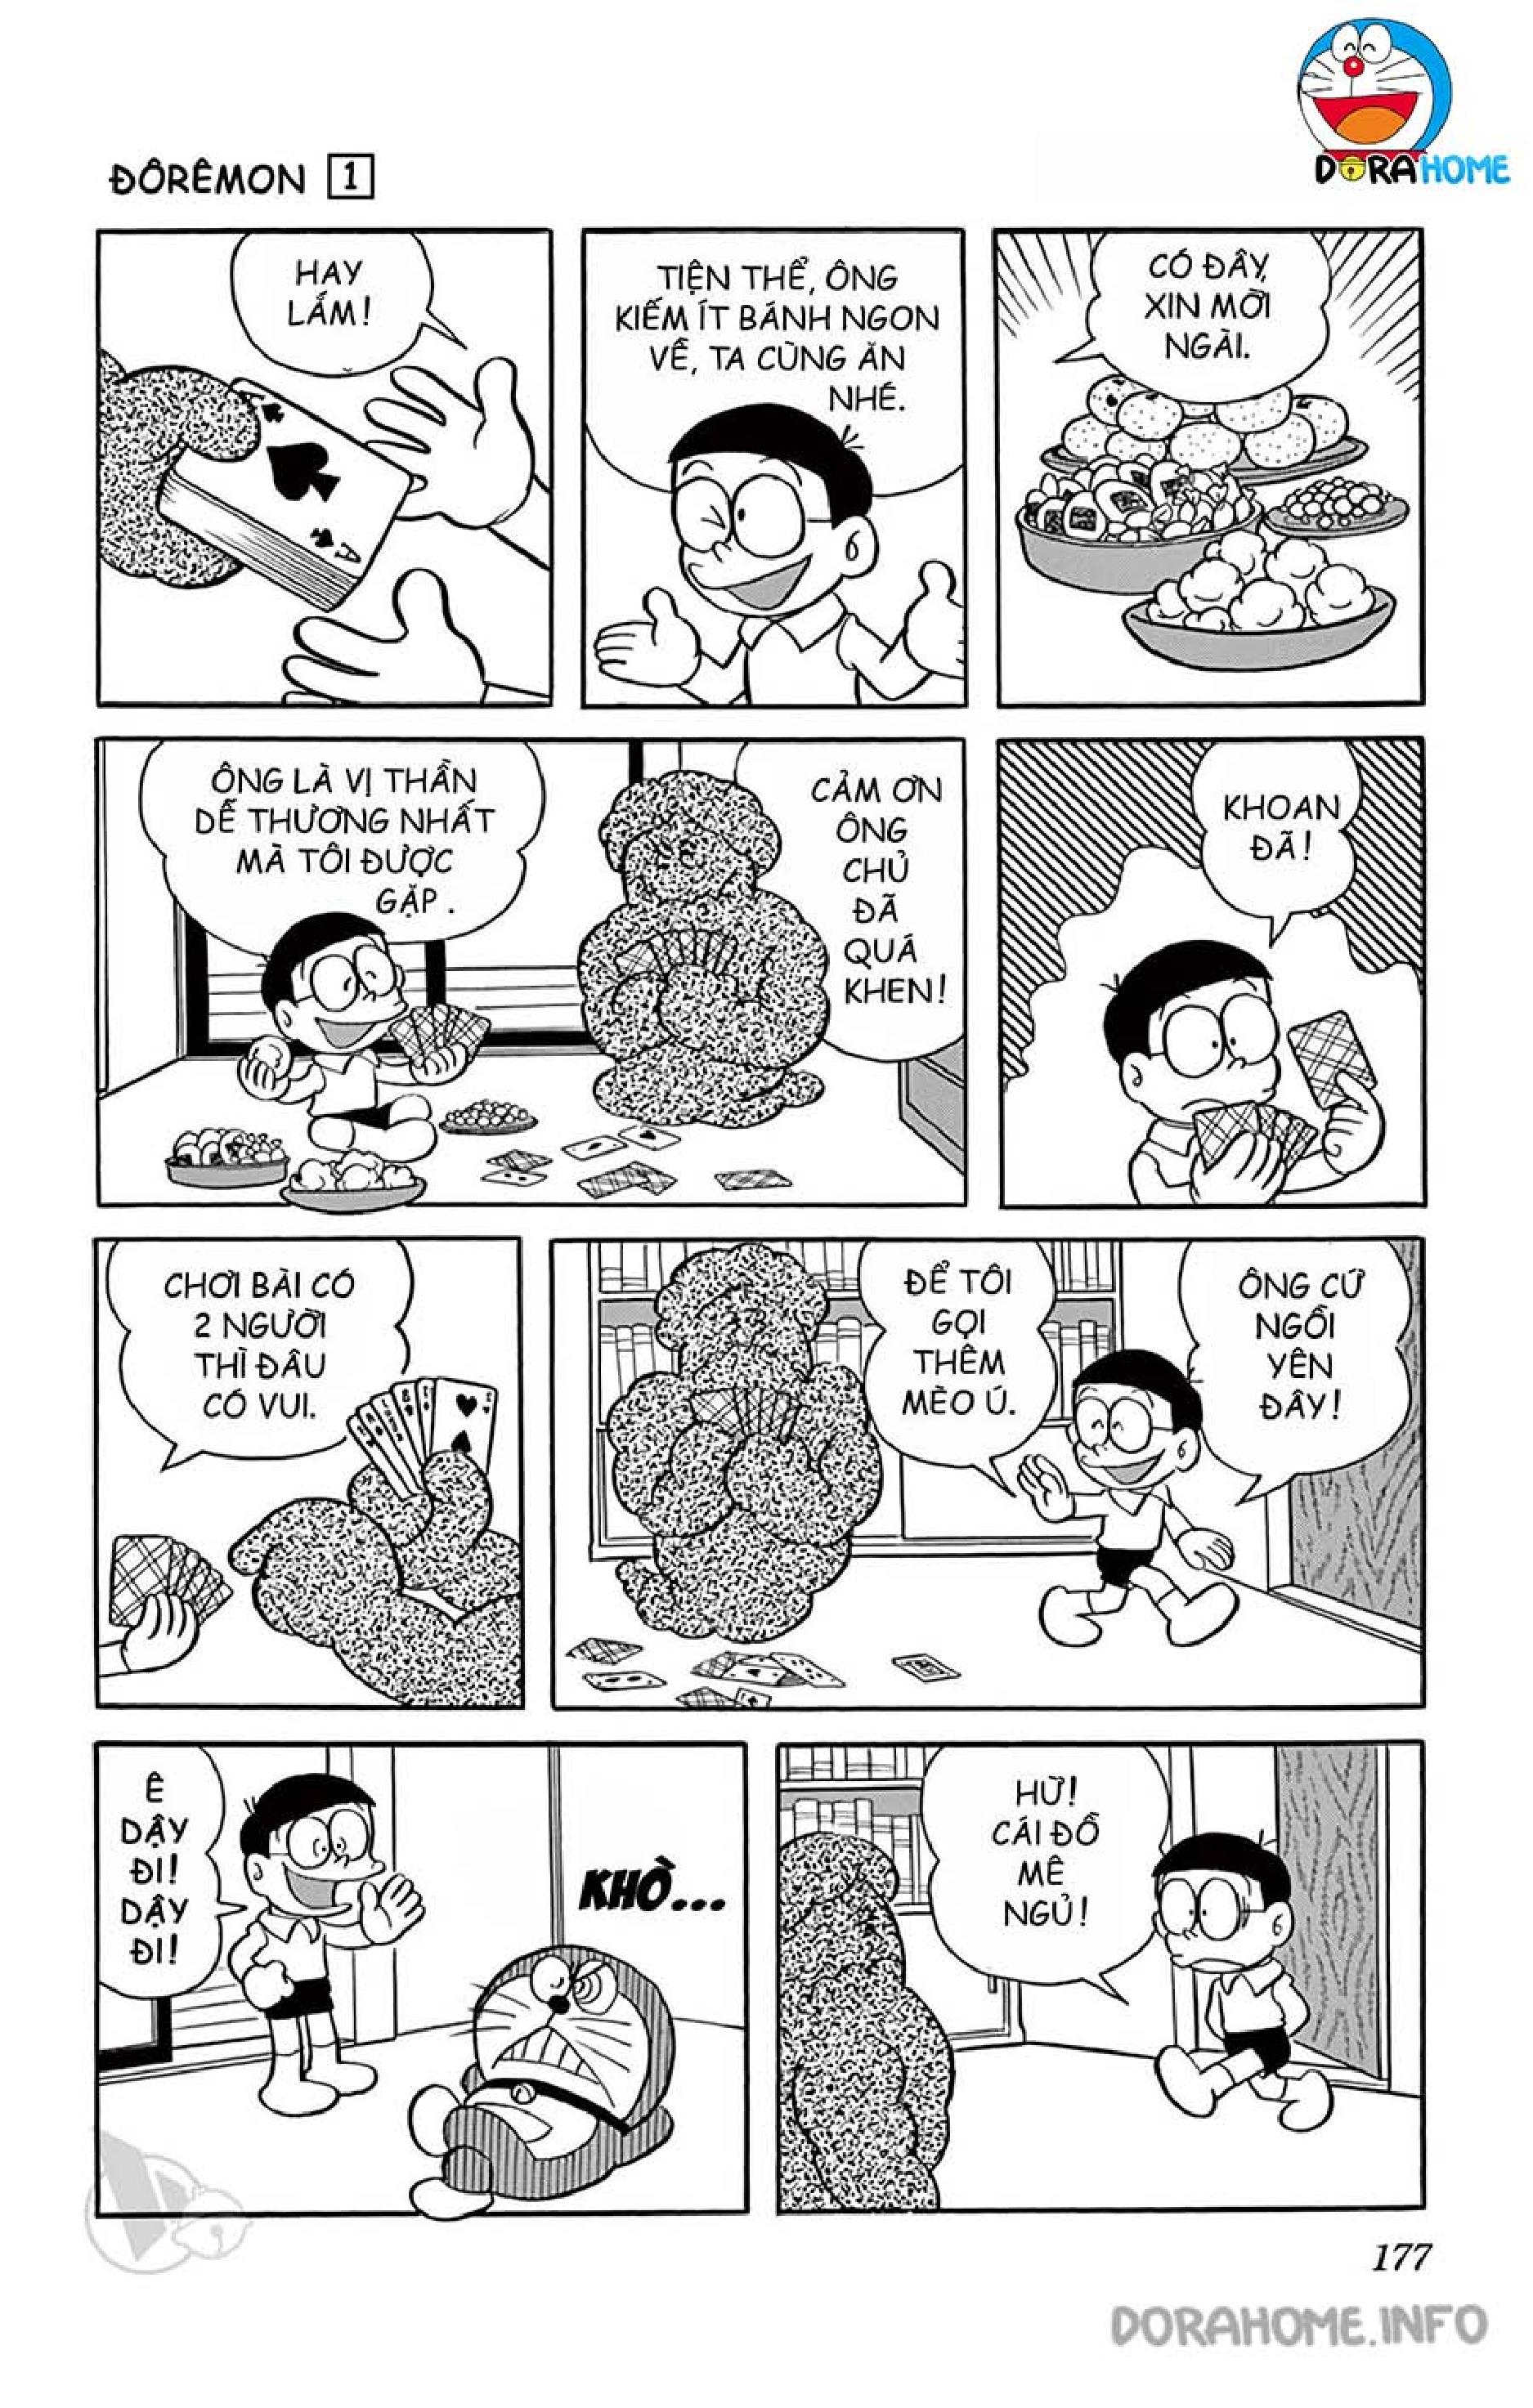 DORAHOME
ĐÔRÊMON 1
HAY
LẮM!
TIỆN THỂ, ÔNG
KIẾM ÍT BÁNH NGON
VỀ, TA CÙNG ĂN
NHÉ.
CÓ ĐÂY,
XIN MỜI
NGÀI.
ÔNG LÀ VỊ THẦN
DỄ THƯƠNG NHẤT
MÀ TÔI ĐƯỢC
GẶP.
CẢM ƠN
ÔNG
CHỦ
ĐÃ
QUÁ
KHEN!
KHOAN
ĐÃ!
CHƠI BÀI CÓ
2 NGƯỜI
THÌ ĐÂU
CÓ VUI.
ĐỂ TÔI
GỌI
THÊM
MÈO Ú.
ÔNG CỨ
NGỒI
YÊN
ĐÂY!
Ê
DẬY
ĐI!
DẬY
ĐI!
KHÒ...
HỪ!
CÁI ĐỒ
MÊ
NGỦ!
177
DORAHOME.INFO